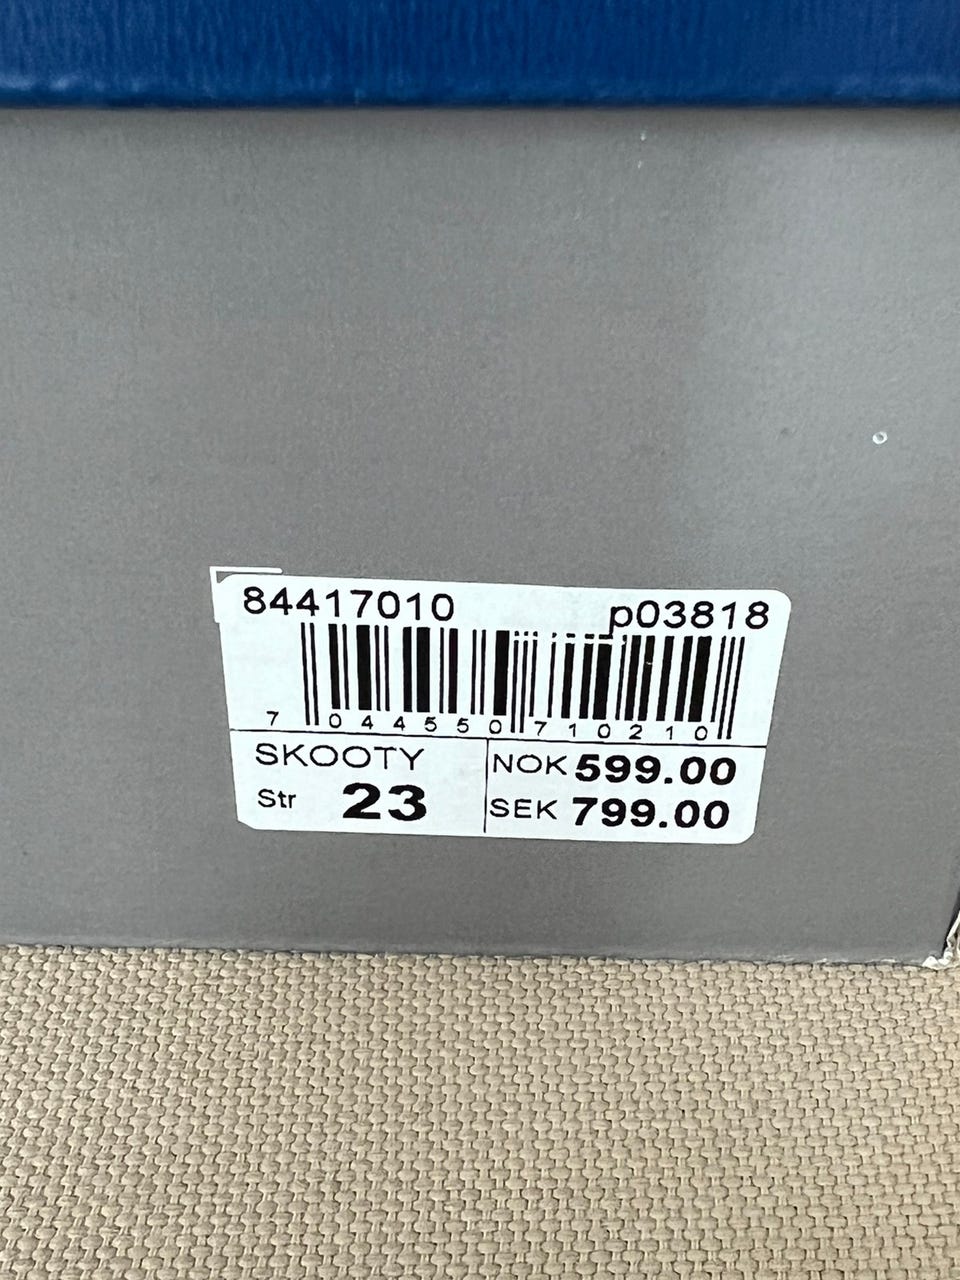 84417010 p03818
7 044550 710210
SKOOTY
Str 23
NOK 599.00
SEK 799.00